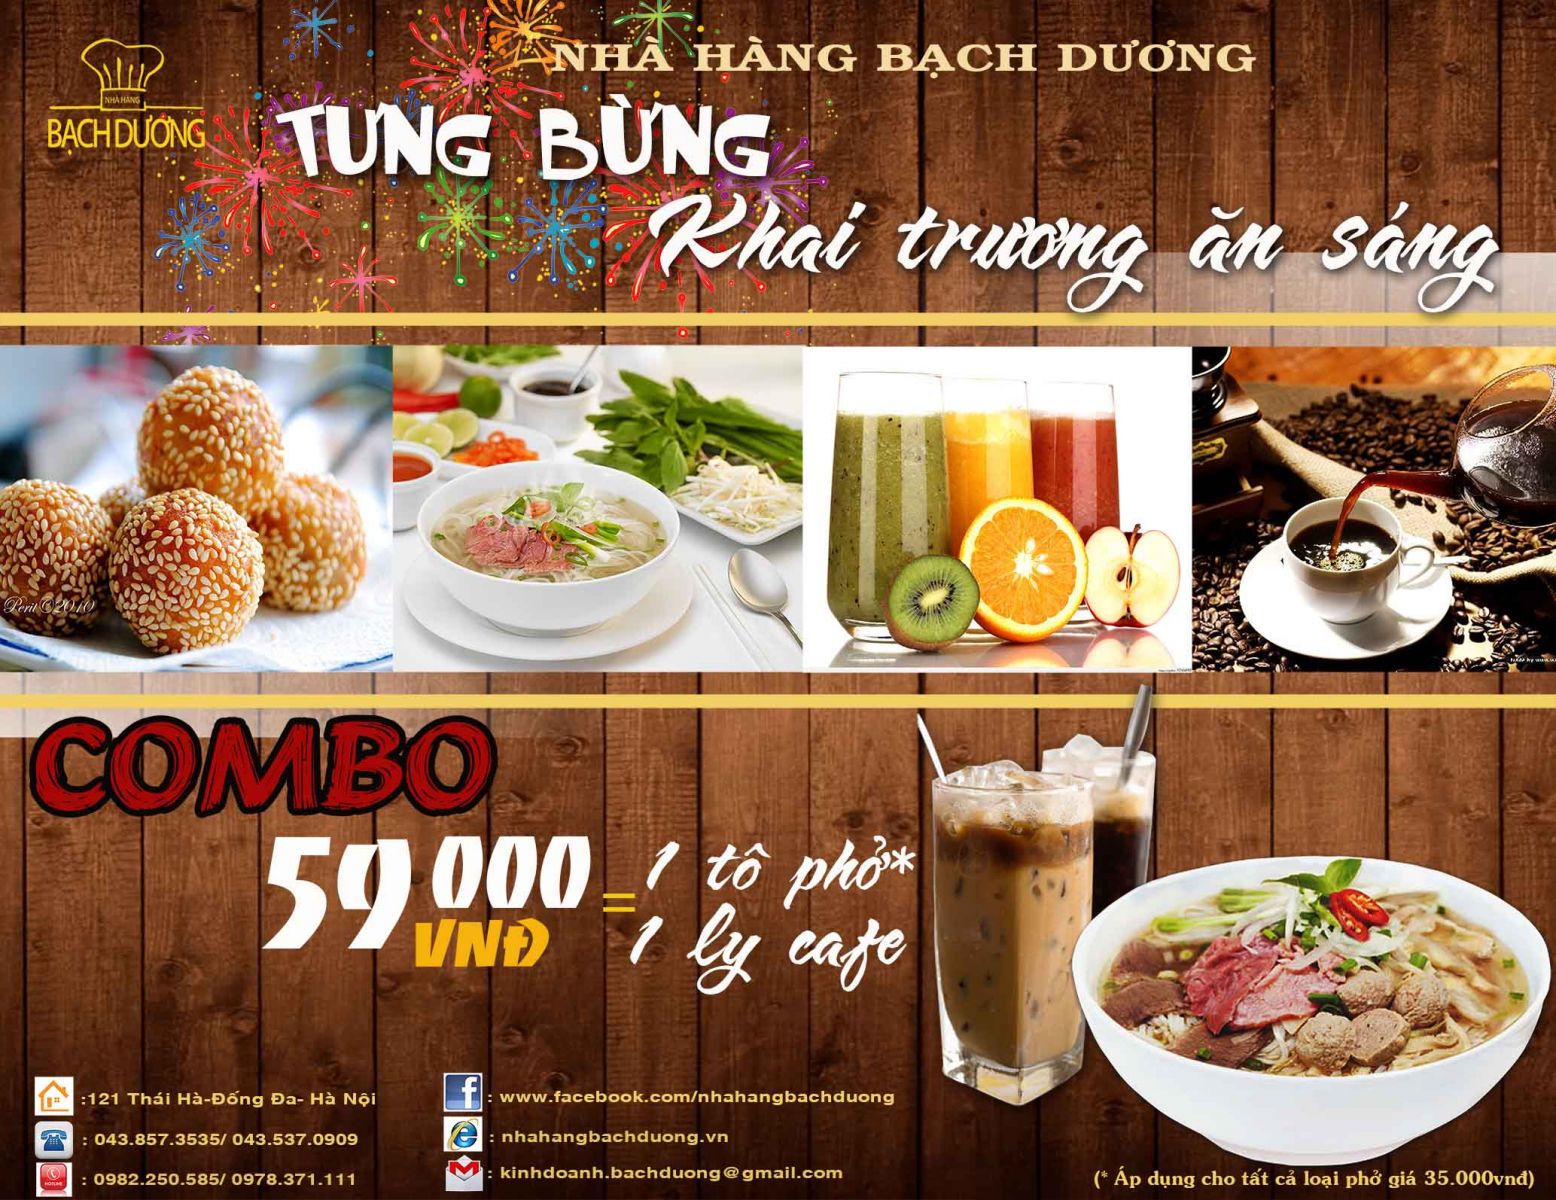 NHÀ HÀNG
BẠCH DƯƠNG
NHÀ HÀNG BẠCH DƯƠNG
TƯNG BỪNG
Khai trương ăn sáng
Perit ©2010
COMBO
59 000
VNĐ
= 1 tô phở*
1 ly cafe
:121 Thái Hà-Đống Đa- Hà Nội
: 043.857.3535/ 043.537.0909
HOTLINE
: 0982.250.585/ 0978.371.111
: www.facebook.com/nhahangbachduong
: nhahangbachduong.vn
: kinhdoanh.bachduong@gmail.com
(* Áp dụng cho tất cả loại phở giá 35.000vnđ)